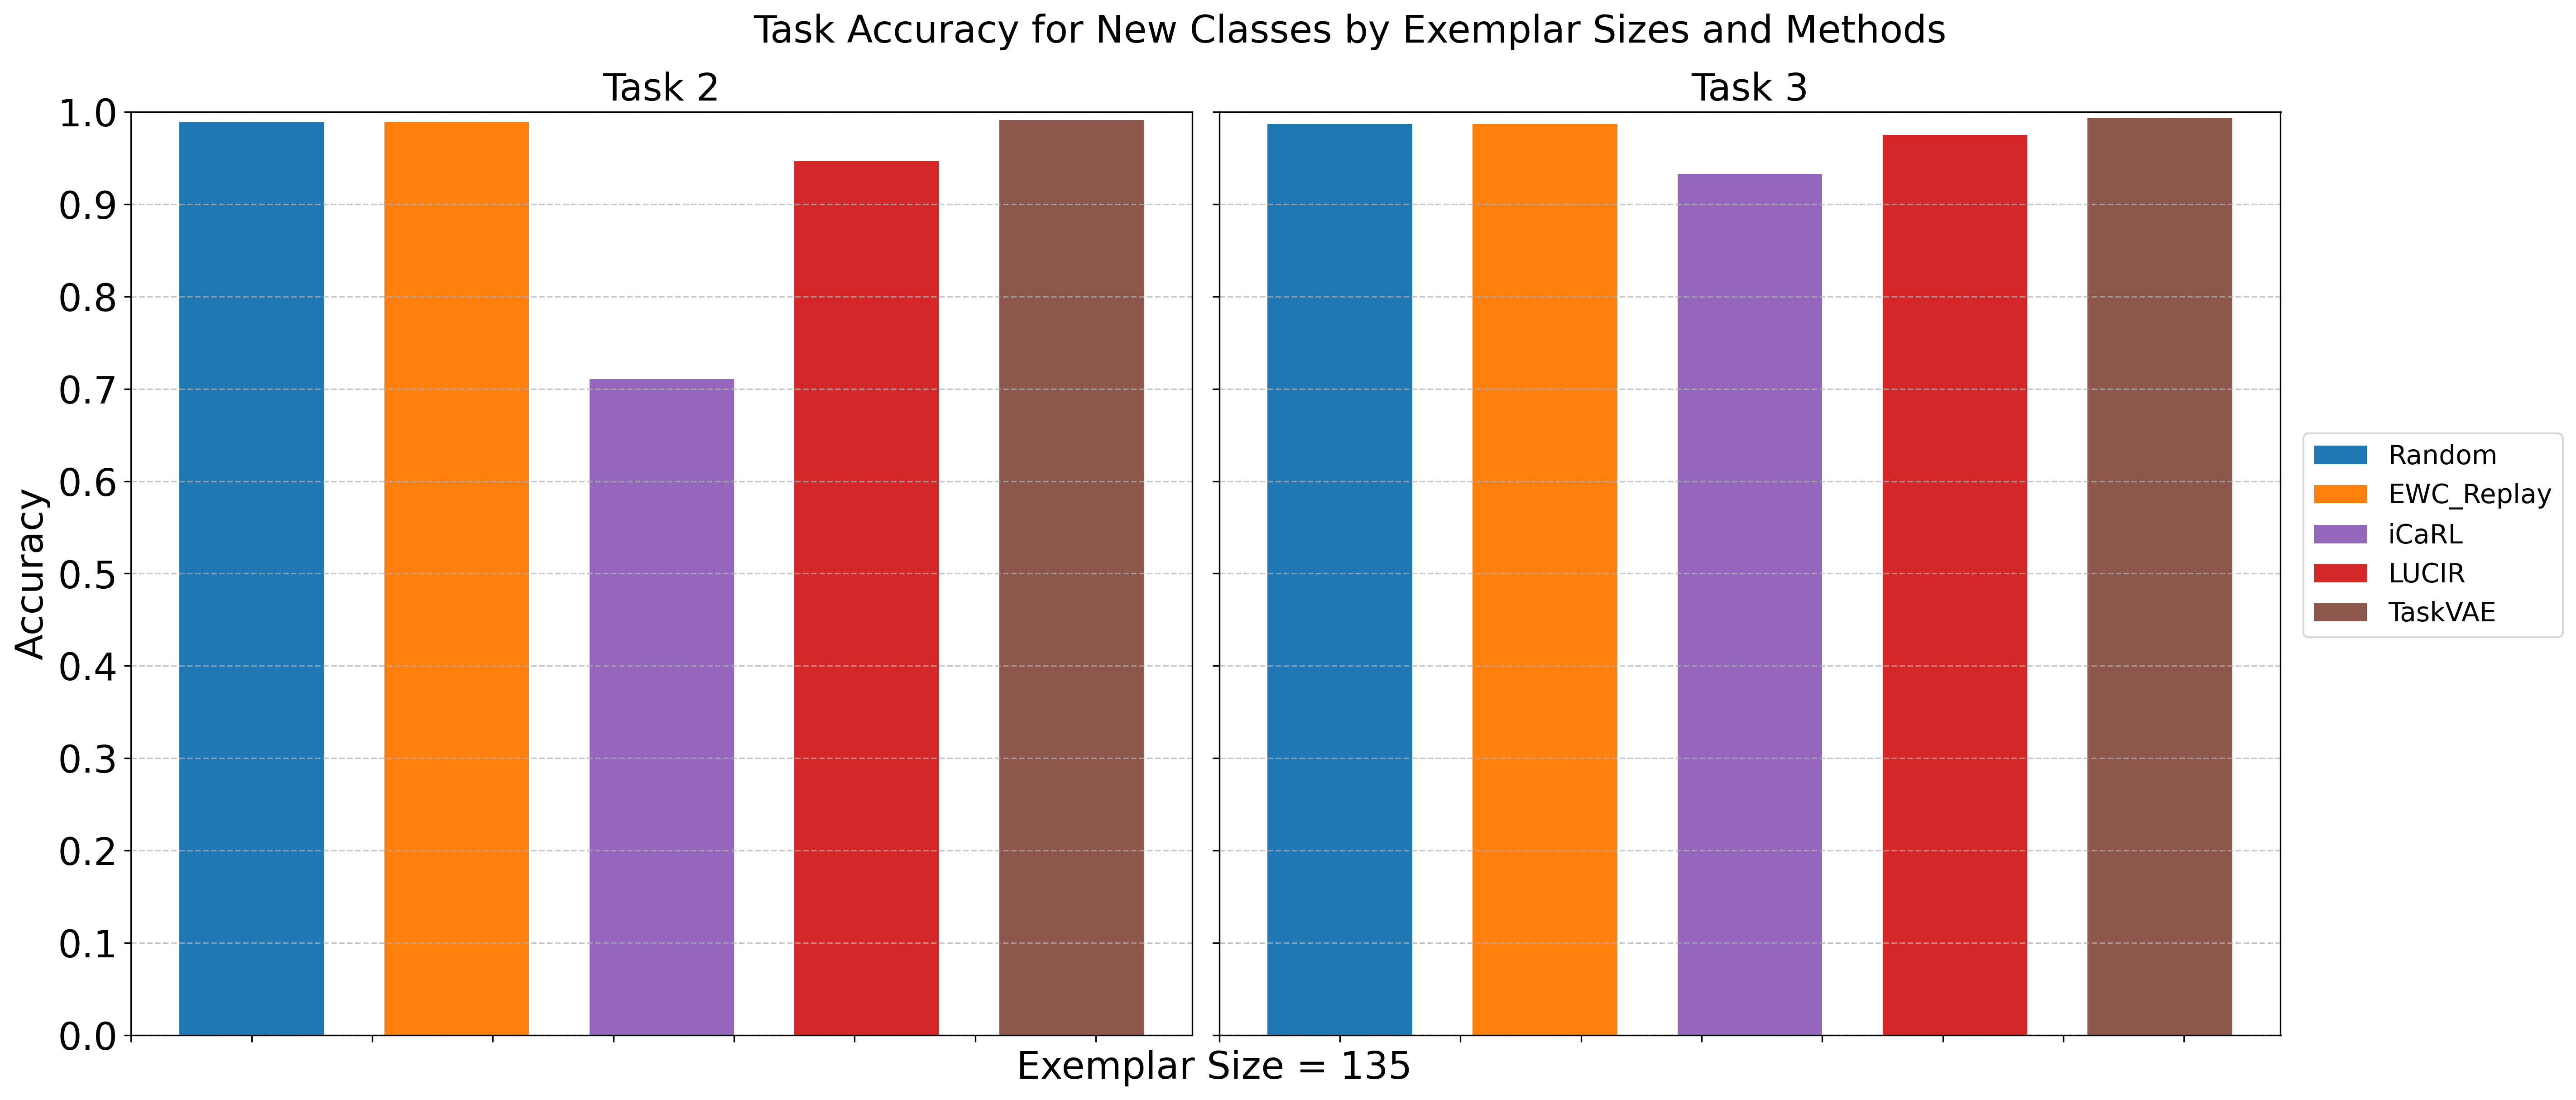 Task Accuracy for New Classes by Exemplar Sizes and Methods
Task 2
Task 3
1.0
0.9
0.8
0.7
0.6
0.5
0.4
0.3
0.2
0.1
0.0
Accuracy
Exemplar Size = 135
Random
EWC_Replay
iCaRL
LUCIR
TaskVAE